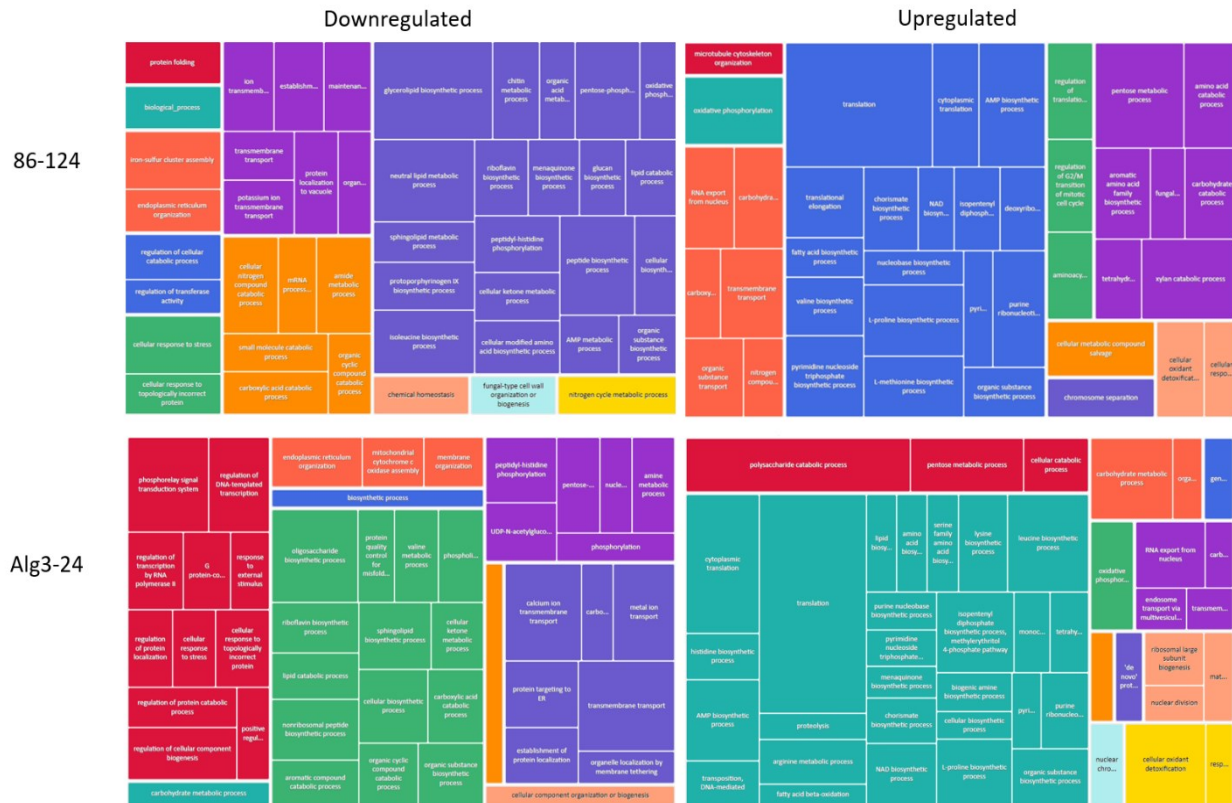 Downregulated
Upregulated
86-124
protein folding
biological_process
iron-sulfur cluster assembly
endoplasmic reticulum
organization
regulation of cellular
catabolic process
regulation of transferase
activity
cellular response to
stress
cellular response to
topologically incorrect
protein
ion
transmemb...
establishm...
maintenan...
transmembrane
transport
potassium ion
transmembrane
transport
protein
localization
to vacuole
organ...
cellular
nitrogen
compound
catabolic
process
mRNA
process...
amide
metabolic
process
small molecule catabolic
process
carboxylic acid catabolic
process
organic
cyclic
compound
catabolic
process
glycerolipid biosynthetic process
chitin
metabolic
process
organic
acid
metab...
pentose-phosph...
oxidative
phosph...
neutral lipid metabolic
process
riboflavin
biosynthetic
process
menaquinone
biosynthetic
process
glucan
biosynthetic
process
lipid catabolic
process
sphingolipid metabolic
process
peptidyl-histidine
phosphorylation
protoporphyrinogen IX
biosynthetic process
cellular ketone metabolic
process
peptide biosynthetic
process
cellular
biosynth...
isoleucine biosynthetic
process
cellular modified amino
acid biosynthetic process
AMP metabolic
process
organic
substance
biosynthetic
process
chemical homeostasis
fungal-type cell wall
organization or
biogenesis
nitrogen cycle metabolic
process
microtubule cytoskeleton
organization
oxidative phosphorylation
RNA export
from nucleus
carbohydra...
carboxy...
transmembrane
transport
organic
substance
transport
nitrogen
compou...
translation
cytoplasmic
translation
AMP biosynthetic
process
translational
elongation
chorismate
biosynthetic
process
NAD
biosyn...
isopentenyl
diphosph...
deoxyribo...
fatty acid biosynthetic
process
nucleobase biosynthetic
process
valine biosynthetic
process
L-proline biosynthetic
process
pyri...
purine
ribonucleoti...
pyrimidine nucleoside
triphosphate
biosynthetic process
L-methionine biosynthetic
process
organic substance
biosynthetic process
regulation
of
translatio...
regulation
of G2/M
transition
of mitotic
cell cycle
aminoacy...
pentose metabolic
process
amino acid
catabolic
process
aromatic
amino acid
family
biosynthetic
process
fungal...
carbohydrate
catabolic
process
tetrahydr...
xylan catabolic process
cellular metabolic compound
salvage
chromosome separation
cellular
oxidant
detoxificat...
cellular
respo...
Alg3-24
phosphorelay signal
transduction system
regulation of
DNA-templated
transcription
regulation of
transcription
by RNA
polymerase II
G
protein-co...
response
to
external
stimulus
regulation
of protein
localization
cellular
response
to stress
cellular
response to
topologically
incorrect
protein
regulation of protein
catabolic process
regulation of cellular
component
biogenesis
positive
regul...
carbohydrate metabolic
process
endoplasmic reticulum
organization
mitochondrial
cytochrome c
oxidase assembly
membrane
organization
biosynthetic process
oligosaccharide biosynthetic
process
protein
quality
control for
misfold...
valine
metabolic
process
phospholi...
riboflavin biosynthetic
process
sphingolipid biosynthetic
process
cellular
ketone
metabolic
process
lipid catabolic
process
cellular biosynthetic
process
carboxylic acid
catabolic
process
nonribosomal peptide
biosynthetic process
aromatic compound
catabolic process
organic cyclic
compound
catabolic
process
organic substance
biosynthetic
process
peptidyl-histidine
phosphorylation
pentose-...
nucle...
amine
metabolic
process
UDP-N-acetylgluco...
phosphorylation
calcium ion
transmembrane
transport
carbo...
metal ion
transport
protein targeting to
ER
transmembrane
transport
establishment of
protein localization
organelle localization by
membrane tethering
cellular component
organization or biogenesis
polysaccharide catabolic process
pentose metabolic
process
cellular catabolic
process
cytoplasmic
translation
translation
lipid
biosy...
amino
acid
biosy...
serine
family
amino acid
biosy...
lysine
biosynthetic
process
leucine biosynthetic
process
purine nucleobase
biosynthetic process
isopentenyl
diphosphate
biosynthetic
process,
methylerythritol
4-phosphate pathway
monoc...
tetrahy...
pyrimidine
nucleoside
triphosphate...
histidine biosynthetic
process
menaquinone
biosynthetic process
biogenic amine
biosynthetic process
AMP biosynthetic
process
proteolysis
chorismate
biosynthetic
process
cellular biosynthetic
process
pyri...
purine
ribonucleo...
transposition,
DNA-mediated
arginine metabolic
process
fatty acid beta-oxidation
NAD biosynthetic
process
L-proline biosynthetic
process
organic substance
biosynthetic process
carbohydrate metabolic
process
orga...
gen...
oxidative
phosphor...
RNA export from
nucleus
carb...
endosome
transport via
multivesicul...
transmem...
'de
novo'
prot...
ribosomal large
subunit
biogenesis
nuclear division
mat...
nuclear
chro...
cellular oxidant
detoxification
resp...